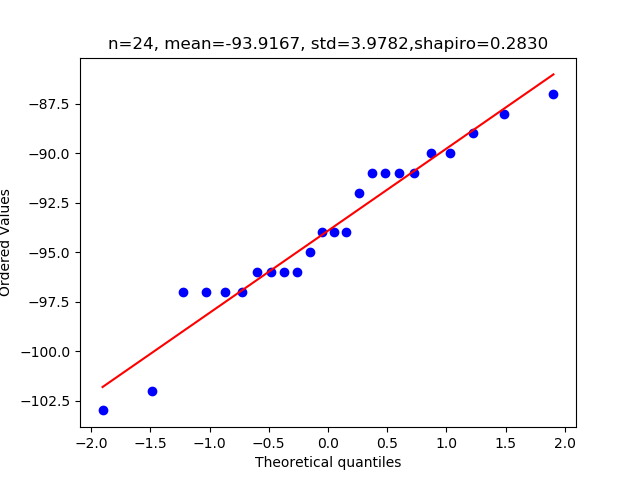 n=24, mean=-93.9167, std=3.9782,shapiro=0.2830
Ordered Values
−87.5
−90.0
−92.5
−95.0
−97.5
−100.0
−102.5
−2.0 −1.5 −1.0 −0.5 0.0 0.5 1.0 1.5 2.0
Theoretical quantiles